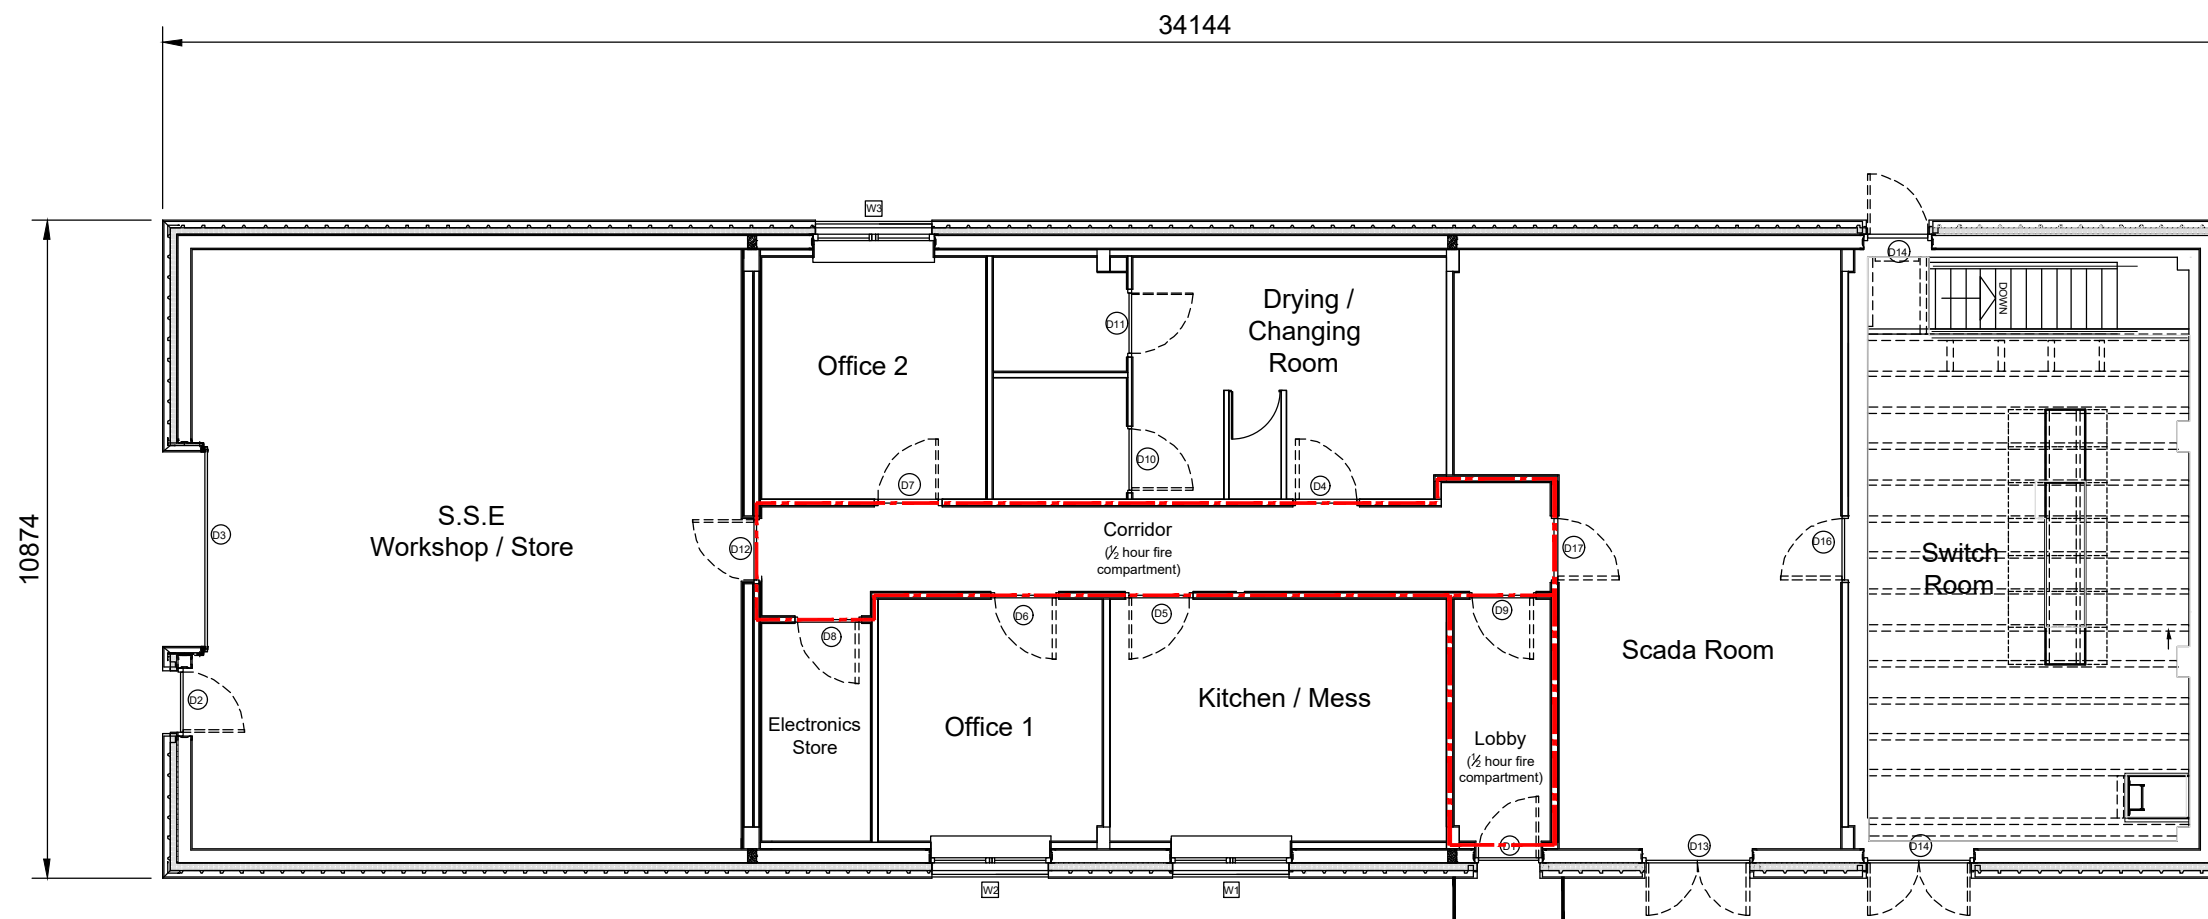 34144
10874
W3
D14
DOWN
D11
Drying /
Changing
Room
Office 2
D10
D7
D4
S.S.E
Workshop / Store
D3
D12
Corridor
(½ hour fire
compartment)
D17
D16
Switch
Room
D8
D6
D5
D9
Scada Room
D2
Electronics
Store
Office 1
Kitchen / Mess
Lobby
(½ hour fire
compartment)
D1
D13
D14
W2
W1